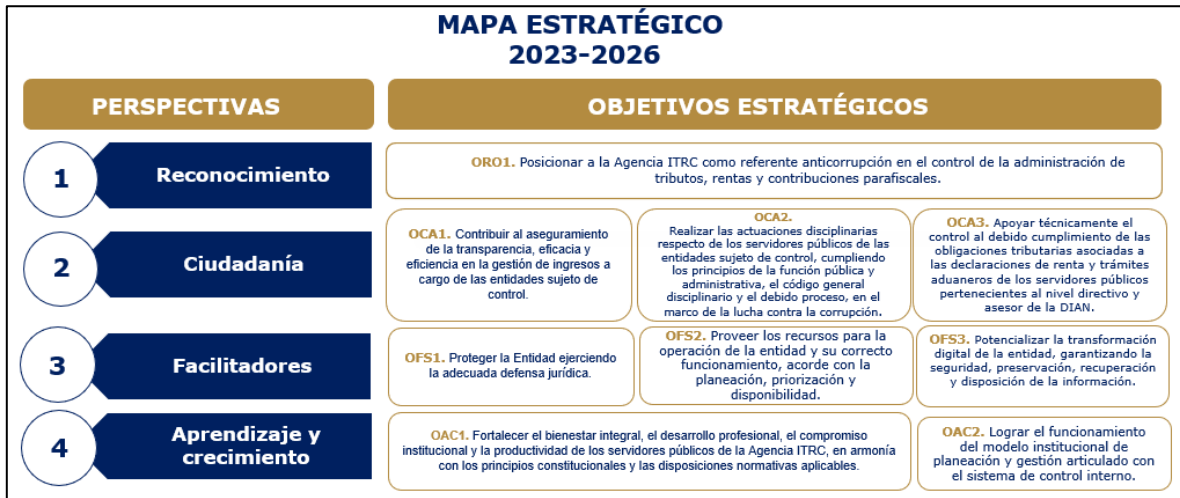 MAPA ESTRATÉGICO
2023-2026
PERSPECTIVAS
OBJETIVOS ESTRATÉGICOS
1
Reconocimiento
ORO1. Posicionar a la Agencia ITRC como referente anticorrupción en el control de la administración de
tributos, rentas y contribuciones parafiscales.
2
Ciudadanía
OCA1. Contribuir al aseguramiento
de la transparencia, eficacia y
eficiencia en la gestión de ingresos a
cargo de las entidades sujeto de
control.
OCA2.
Realizar las actuaciones disciplinarias
respecto de los servidores públicos de las
entidades sujeto de control, cumpliendo
los principios de la función pública y
administrativa, el código general
disciplinario y el debido proceso, en el
marco de la lucha contra la corrupción.
OCA3. Apoyar técnicamente el
control al debido cumplimiento de las
obligaciones tributarias asociadas a
las declaraciones de renta y trámites
aduaneros de los servidores públicos
pertenecientes al nivel directivo y
asesor de la DIAN.
3
Facilitadores
OFS1. Proteger la Entidad ejerciendo
la adecuada defensa jurídica.
OFS2. Proveer los recursos para la
operación de la entidad y su correcto
funcionamiento, acorde con la
planeación, priorización y
disponibilidad.
OFS3. Potencializar la transformación
digital de la entidad, garantizando la
seguridad, preservación, recuperación
y disposición de la información.
4
Aprendizaje y
crecimiento
OAC1. Fortalecer el bienestar integral, el desarrollo profesional, el compromiso
institucional y la productividad de los servidores públicos de la Agencia ITRC, en armonía
con los principios constitucionales y las disposiciones normativas aplicables.
OAC2. Lograr el funcionamiento
del modelo institucional de
planeación y gestión articulado con
el sistema de control interno.